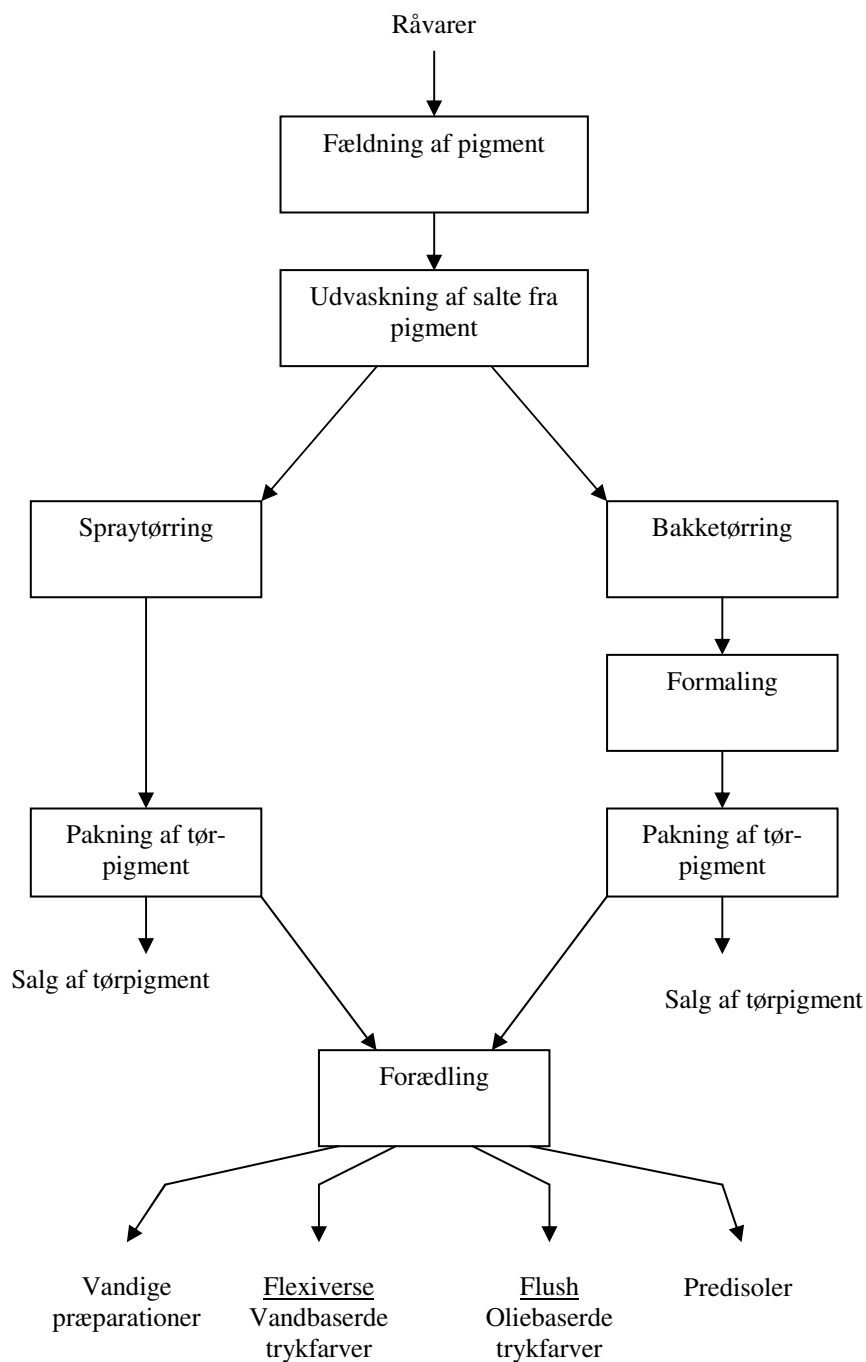 Råvarer
Fældning af pigment
Udvaskning af salte fra
pigment
Spraytørring
Bakketørring
Formaling
Pakning af tør-
pigment
Pakning af tør-
pigment
Salg af tørpigment
Salg af tørpigment
Forædling
Vandige
præparationer
Flexiverse
Vandbaserde
trykfarver
Flush
Oliebaserde
trykfarver
Predisoler